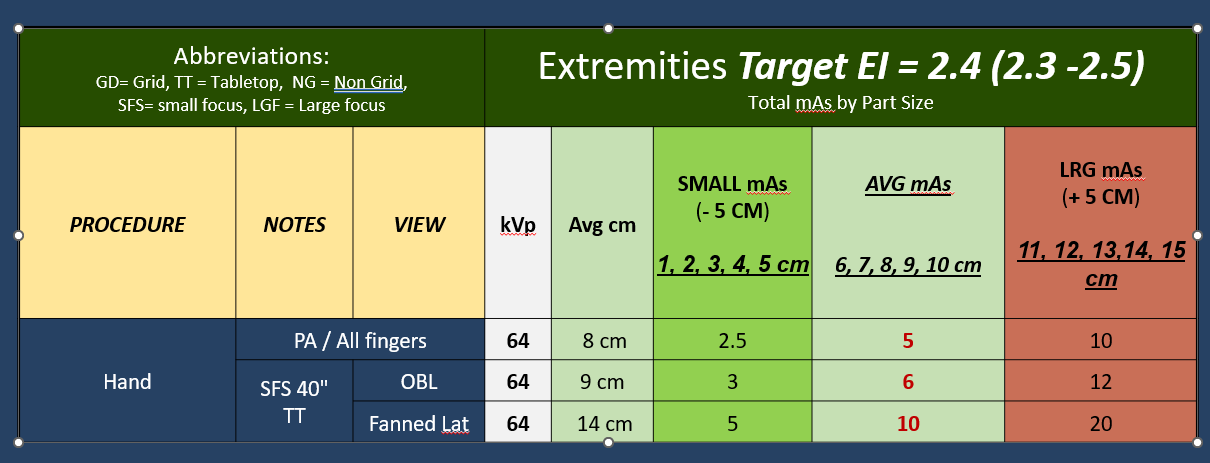 Abbreviations:
GD= Grid, TT = Tabletop, NG = Non Grid,
SFS= small focus, LGF = Large focus
Extremities Target EI = 2.4 (2.3 -2.5)
Total mAs by Part Size
PROCEDURE
NOTES
VIEW
kVp
Avg cm
SMALL mAs
(- 5 CM)
1, 2, 3, 4, 5 cm
AVG mAs
6, 7, 8, 9, 10 cm
LRG mAs
(+ 5 CM)
11, 12, 13,14, 15
cm
Hand
PA / All fingers
64
8 cm
2.5
5
10
SFS 40"
TT
OBL
64
9 cm
3
6
12
Fanned Lat
64
14 cm
5
10
20